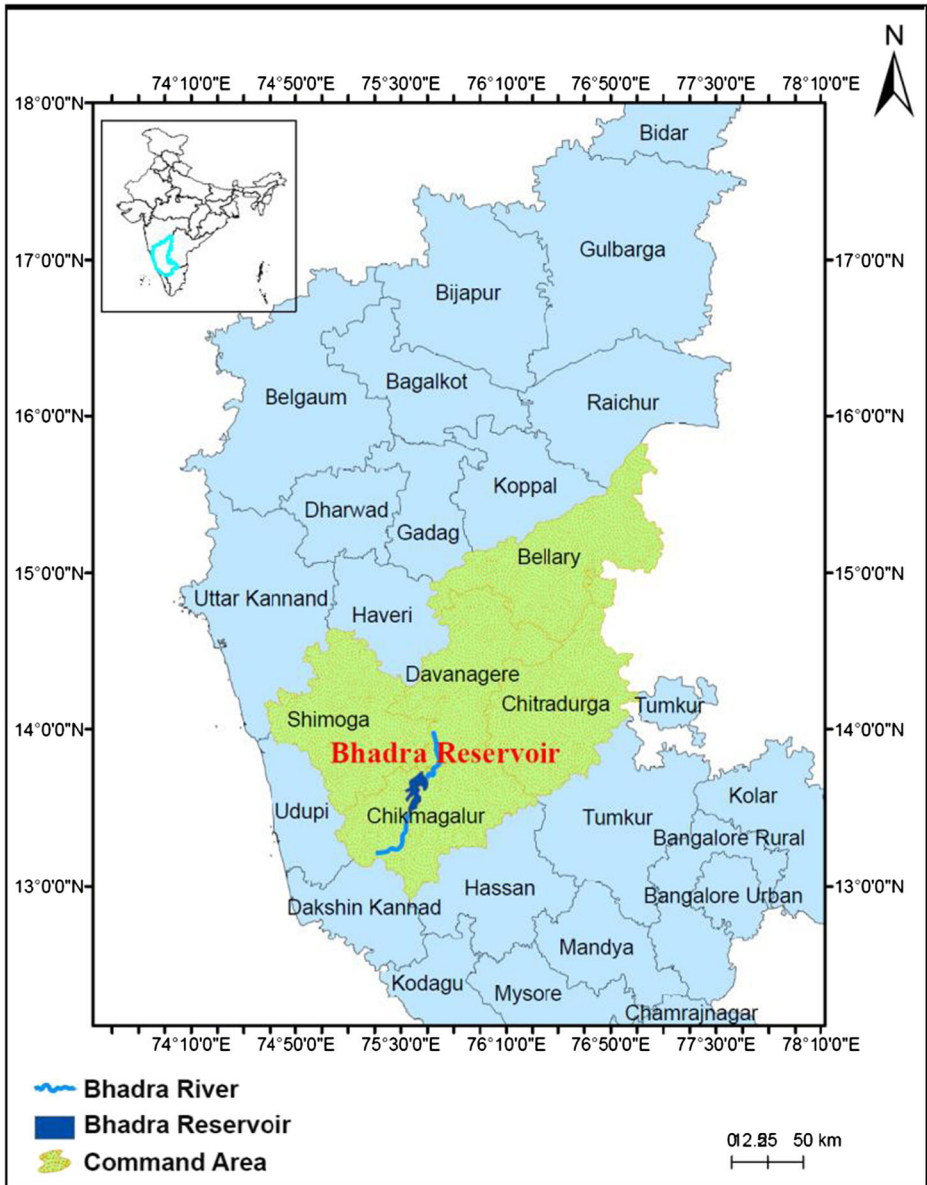 N
74°10'0"E 74°50'0"E 75°30'0"E 76°10'0"E 76°50'0"E 77°30'0"E 78°10'0"E
18°0'0"N 18°0'0"N
Bidar
Gulbarga
17°0'0"N 17°0'0"N
Bijapur
Bagalkot
Belgaum
Raichur
16°0'0"N 16°0'0"N
Koppal
Dharwad
Gadag
Bellary
15°0'0"N 15°0'0"N
Uttar Kannand
Haveri
Davanagere
Chitradurga
Tumkur
Shimoga
14°0'0"N 14°0'0"N
Bhadra Reservoir
Kolar
Udupi
Chikmagalur
Tumkur
Bangalore Rural
13°0'0"N 13°0'0"N
Hassan
Bangalore Urban
Dakshin Kannad
Mandya
Kodagu
Mysore
Chamrajnagar
74°10'0"E 74°50'0"E 75°30'0"E 76°10'0"E 76°50'0"E 77°30'0"E 78°10'0"E
Bhadra River
Bhadra Reservoir
Command Area
50 km